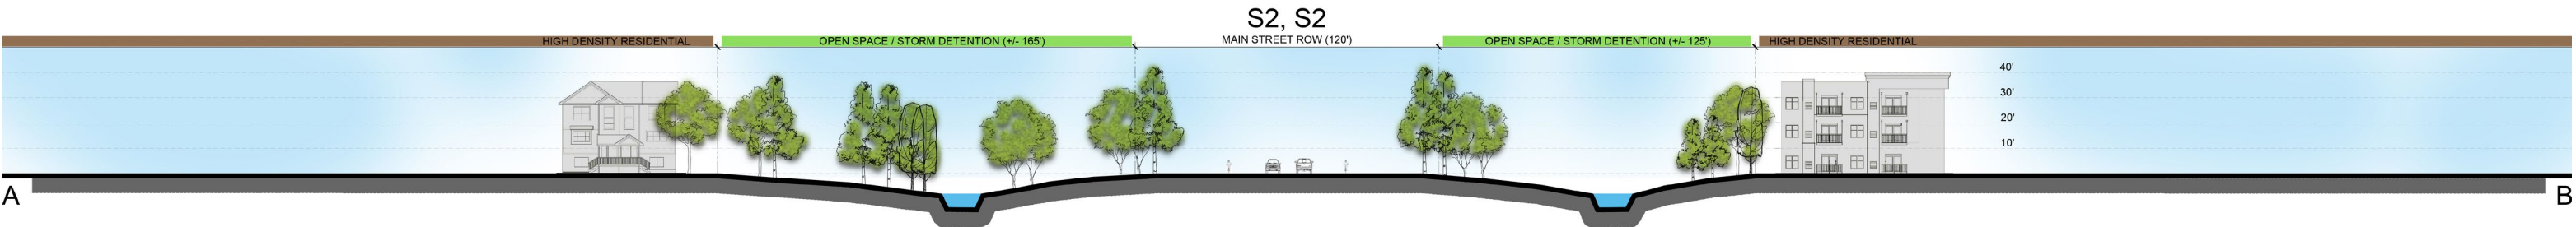 S2, S2
HIGH DENSITY RESIDENTIAL
OPEN SPACE / STORM DETENTION (+/- 165')
MAIN STREET ROW (120')
OPEN SPACE / STORM DETENTION (+/- 125')
HIGH DENSITY RESIDENTIAL
40'
30'
20'
10'
A
B